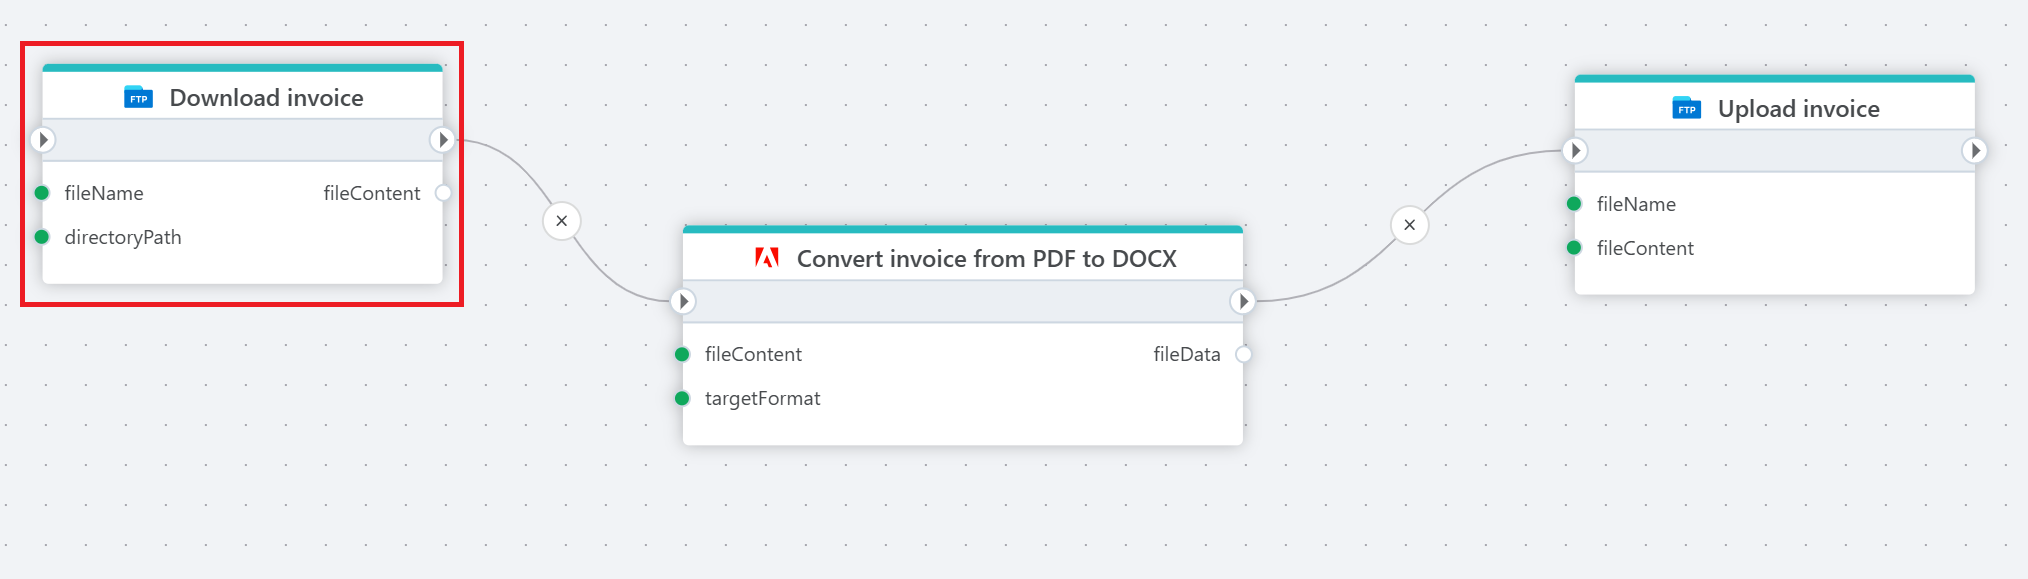 FTP Download invoice
fileName fileContent
directoryPath
Convert invoice from PDF to DOCX
fileContent fileData
targetFormat
FTP Upload invoice
fileName
fileContent